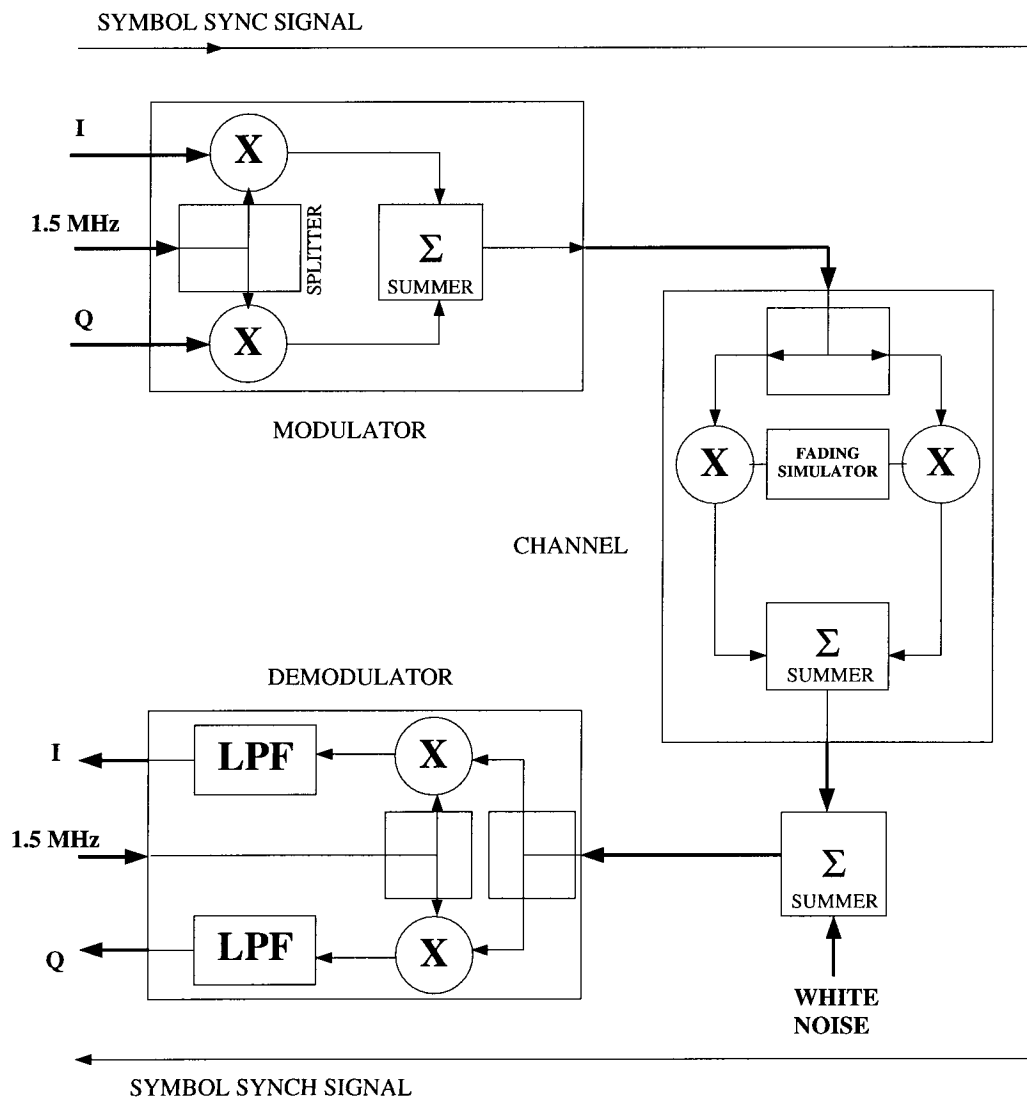 SYMBOL SYNC SIGNAL
I
X
1.5 MHz
SPLITTER
Σ
SUMMER
Q
X
MODULATOR
X
FADING
SIMULATOR
X
CHANNEL
Σ
SUMMER
DEMODULATOR
I
LPF
X
1.5 MHz
Σ
SUMMER
Q
LPF
X
WHITE
NOISE
SYMBOL SYNCH SIGNAL